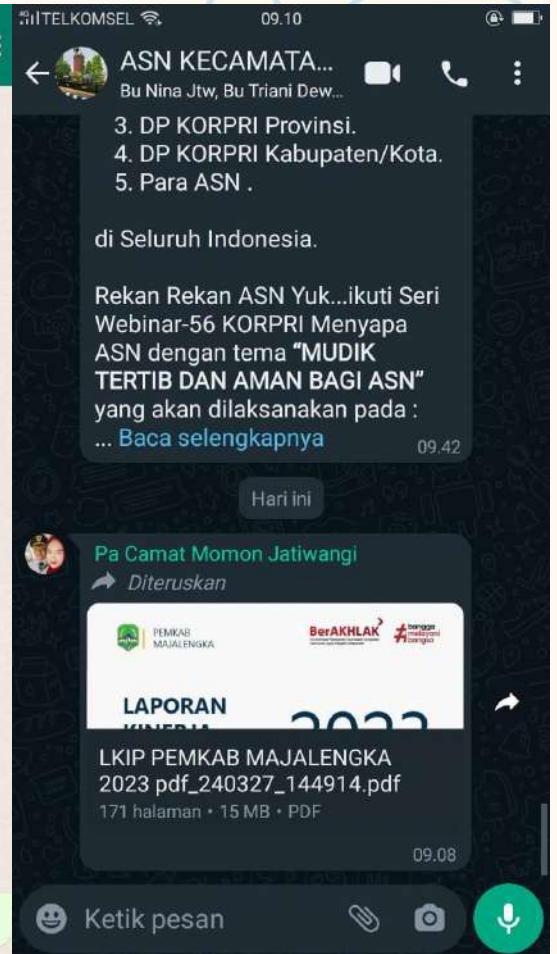 TELKOMSEL 09.10
ASN KECAMATA...
Bu Nina Jtw, Bu Triani Dew...
3. DP KORPRI Provinsi.
4. DP KORPRI Kabupaten/Kota.
5. Para ASN .
di Seluruh Indonesia.
Rekan Rekan ASN Yuk...ikuti Seri
Webinar-56 KORPRI Menyapa
ASN dengan tema “MUDIK
TERTIB DAN AMAN BAGI ASN”
yang akan dilaksanakan pada :
... Baca selengkapnya 09.42
Hari ini
Pa Camat Momon Jatiwangi
Diteruskan
PEMKAB
MAJALENGKA
BerAKHLAK
#bangga
melayani
bangsa
LAPORAN
KINERJA
2023
LKIP PEMKAB MAJALENGKA
2023 pdf_240327_144914.pdf
171 halaman • 15 MB • PDF
09.08
Ketik pesan